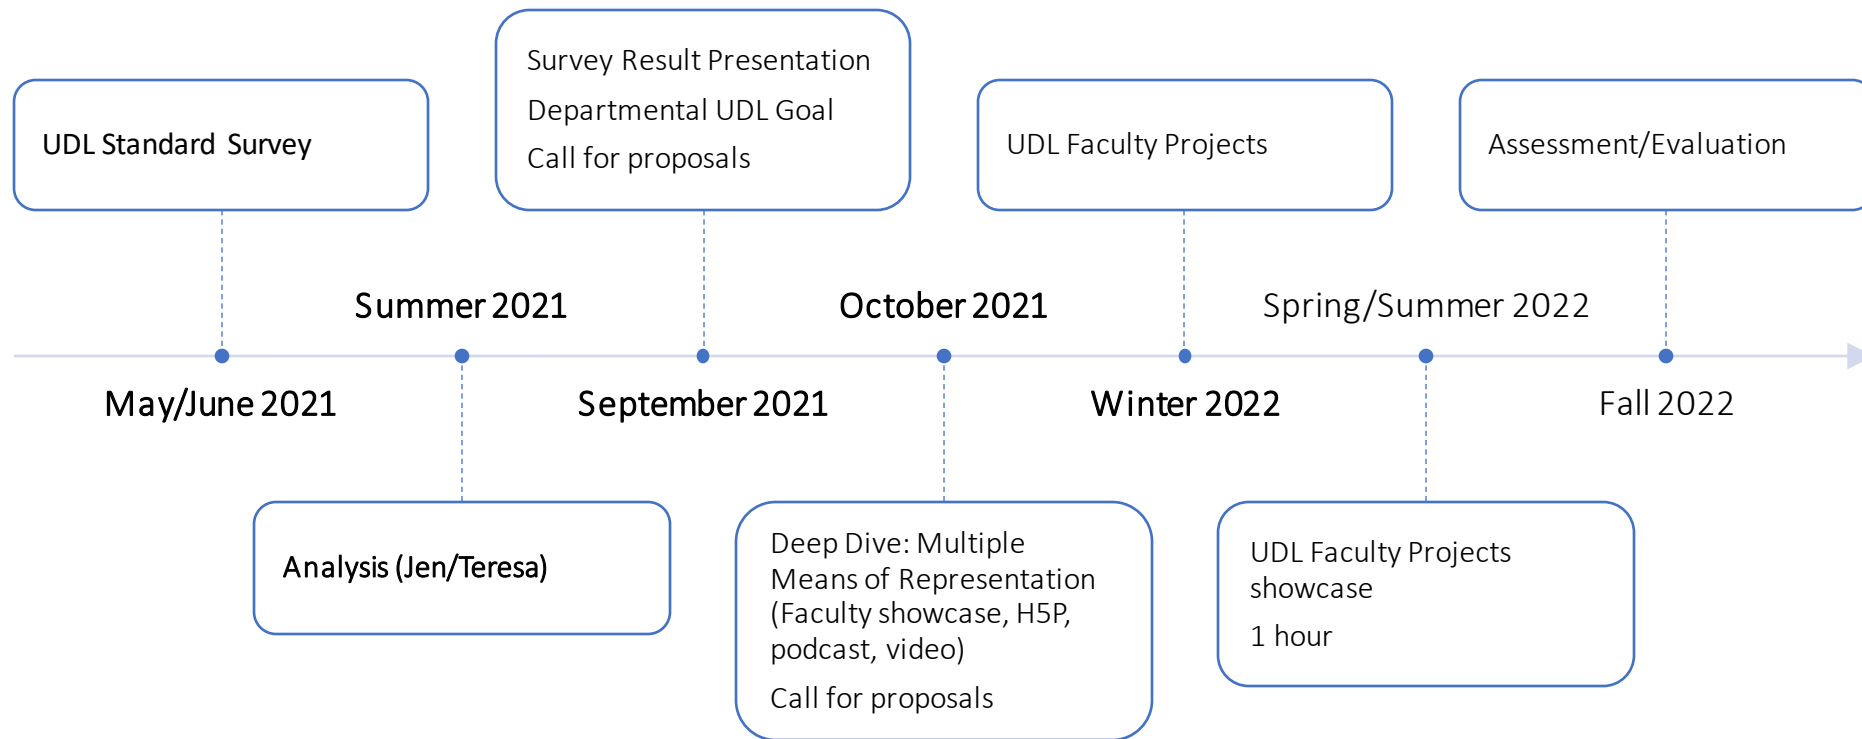 Survey Result Presentation
Departmental UDL Goal
Call for proposals
UDL Standard Survey
UDL Faculty Projects
Assessment/Evaluation
Summer 2021
October 2021
Spring/Summer 2022
May/June 2021
September 2021
Winter 2022
Fall 2022
Analysis (Jen/Teresa)
Deep Dive: Multiple
Means of Representation
(Faculty showcase, H5P,
podcast, video)
Call for proposals
UDL Faculty Projects
showcase
1 hour